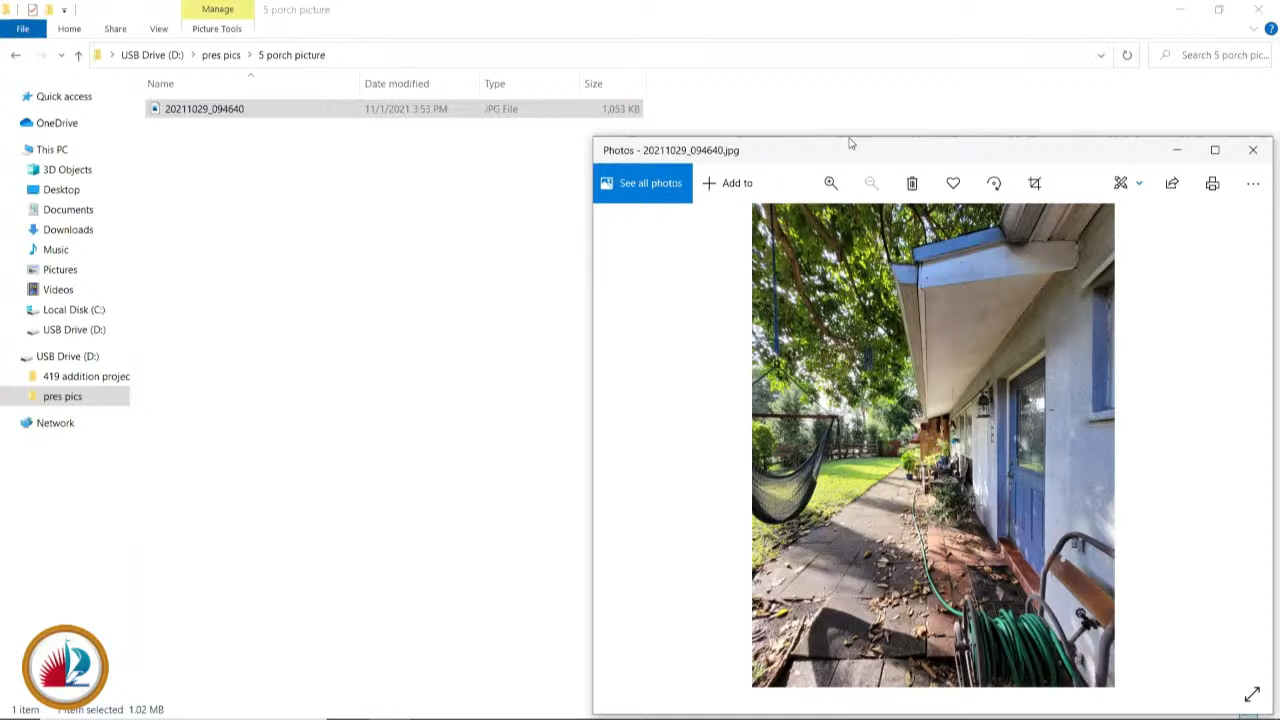 Manage
5 porch picture
File
Home
Share
View
Picture Tools
USB Drive (D:)
pres pics
5 porch picture
Search 5 porch pic...
Name
Date modified
Type
Size
20211029_094640
11/1/2021 3:53 PM
JPG File
1,053 KB
Quick access
OneDrive
This PC
3D Objects
Desktop
Documents
Downloads
Music
Pictures
Videos
Local Disk (C:)
USB Drive (D:)
USB Drive (D:)
419 addition projec
pres pics
Network
Photos - 20211029_094640.jpg
See all photos
Add to
1 item
1 item selected 1.02 MB